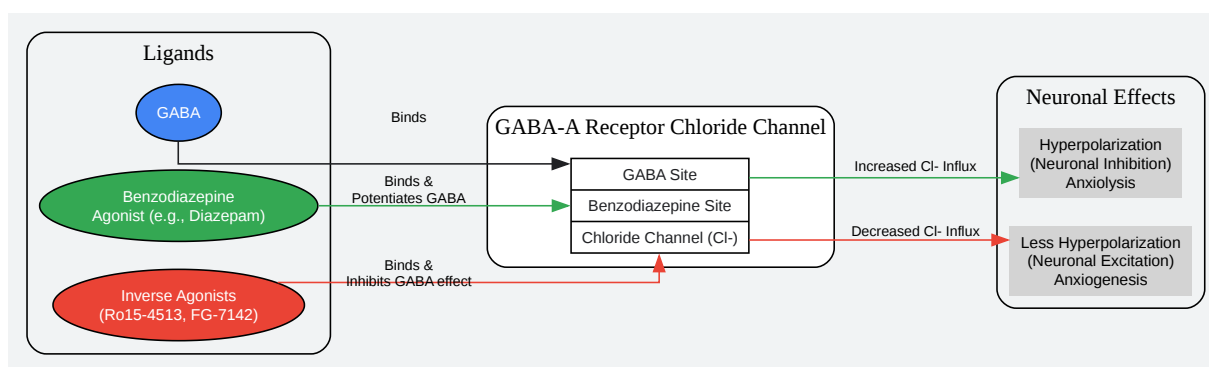 Ligands
GABA
Benzodiazepine
Agonist (e.g., Diazepam)
Inverse Agonists
(Ro15-4513, FG-7142)
Binds
Binds &
Potentiates GABA
Binds &
Inhibits GABA effect
GABA-A Receptor Chloride Channel
GABA Site
Benzodiazepine Site
Chloride Channel (Cl-)
Increased Cl- Influx
Decreased Cl- Influx
Neuronal Effects
Hyperpolarization
(Neuronal Inhibition)
Anxiolysis
Less Hyperpolarization
(Neuronal Excitation)
Anxiogenesis